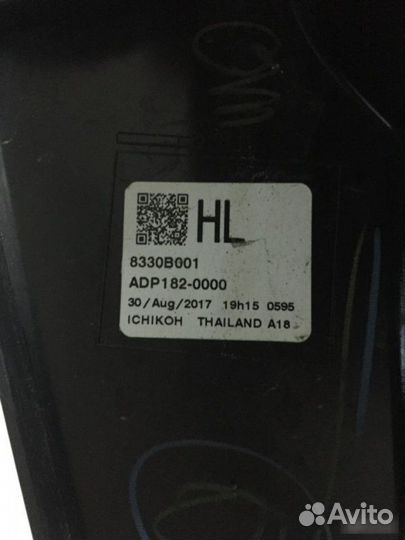 HL
8330B001
ADP182-0000
30/Aug/2017 19h15 0595
ICHIKOH THAILAND A18
Avito